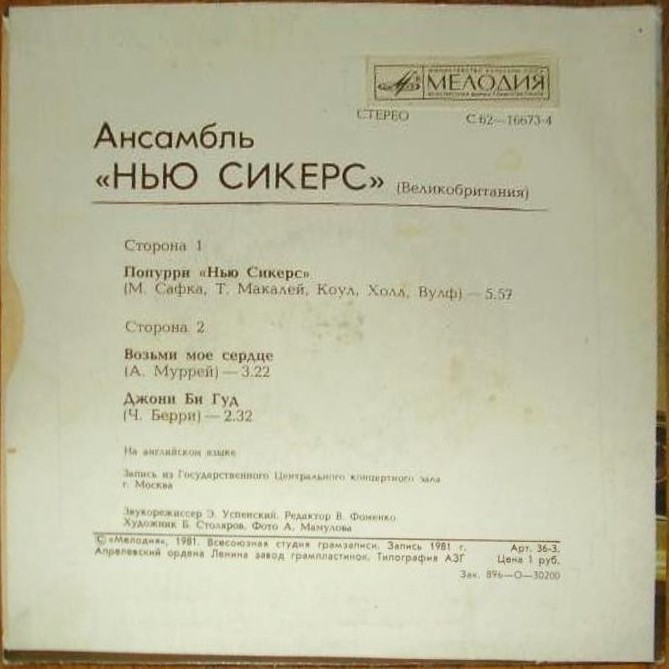 МЕЛОДИЯ
СТЕРЕО С 62—16673-4
Ансамбль
«НЬЮ СИКЕРС» (Великобритания)
Сторона 1
Попурри «Нью Сикерс»
(М. Сафка, Т. Макалей, Коул, Холл, Вулф) — 5.57
Сторона 2
Возьми мое сердце
(А. Муррей) — 3.22
Джони Би Гуд
(Ч. Берри) — 2.32
На английском языке
Запись из Государственного Центрального концертного зала
г. Москва
Звукорежиссер Э. Успенский. Редактор В. Фоменко
Художник Б. Столяров. Фото А. Мамулова
© «Мелодия», 1981. Всесоюзная студия грамзаписи. Запись 1981 г. Арт. 36-3.
Апрелевский ордена Ленина завод грампластинок. Типография АЗГ Цена 1 руб.
Зак. 896—О—30200